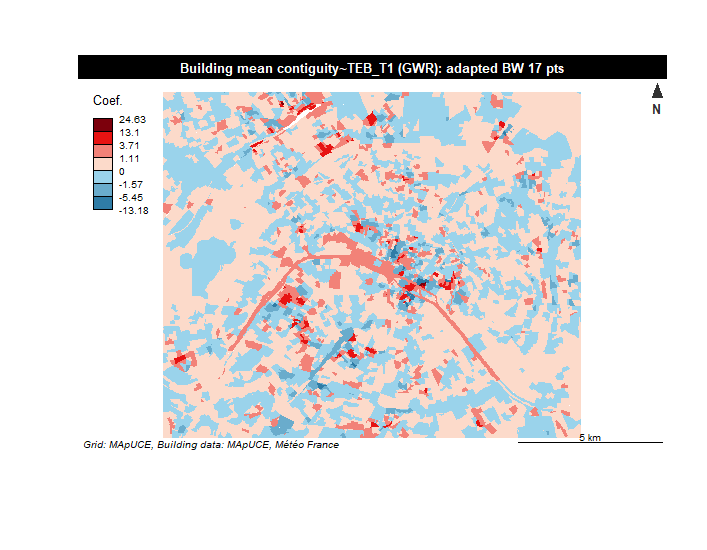 Building mean contiguity~TEB_T1 (GWR): adapted BW 17 pts
Coef.
24.63
13.1
3.71
1.11
0
-1.57
-5.45
-13.18
N
5 km
Grid: MApUCE, Building data: MApUCE, Météo France